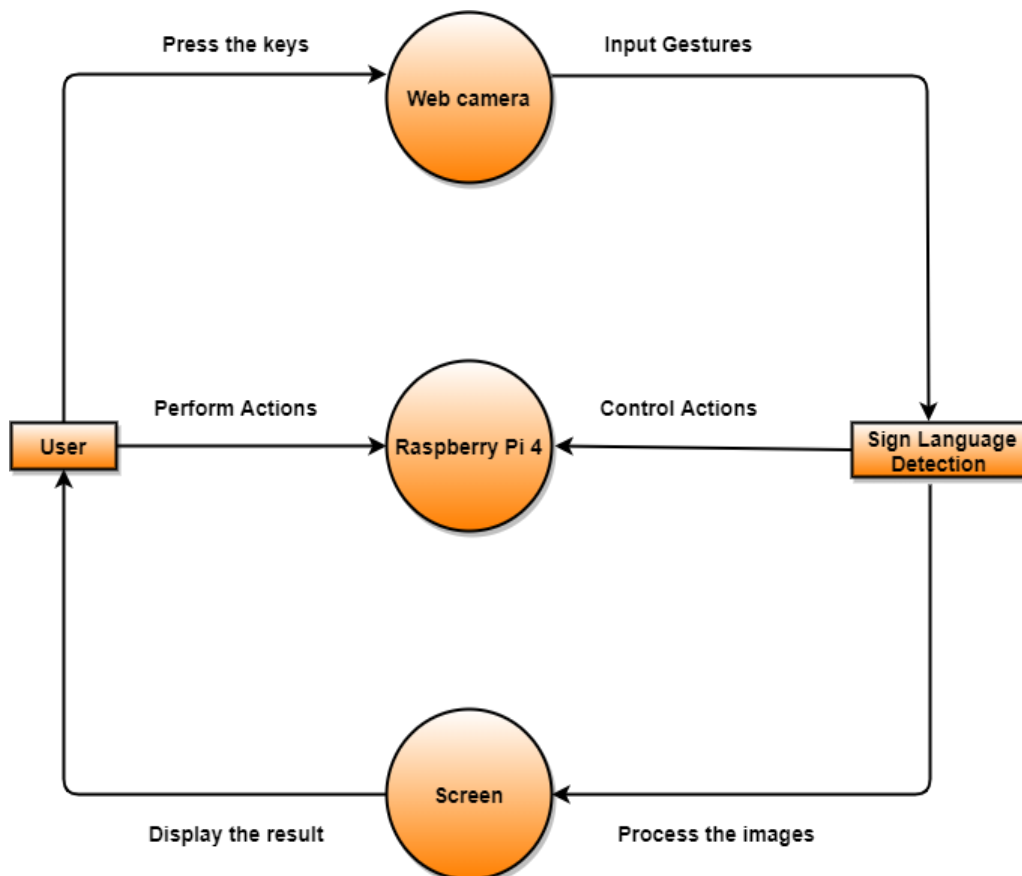 Press the keys
Input Gestures
Web camera
Perform Actions
Control Actions
User
Raspberry Pi 4
Sign Language
Detection
Screen
Display the result
Process the images